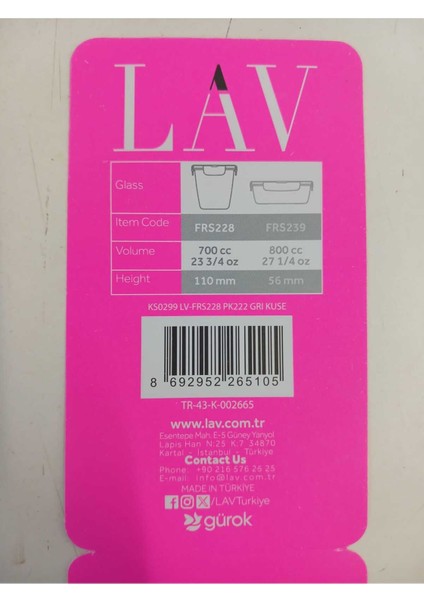 LAV
Glass
Item Code FRS228 FRS239
Volume 700 cc 800 cc
23 3/4 oz 27 1/4 oz
Height 110 mm 56 mm
KS0299 LV-FRS228 PK222 GRI KUSE
8 692952 265105
TR-43-K-002665
www.lav.com.tr
Esentepe Mah. E-5 Güney Yanyol
Lapis Han N:25 K:7 34870
Kartal - İstanbul - Türkiye
Contact Us
Phone: +90 216 576 26 25
E-mail: info@lav.com.tr
MADE IN TÜRKİYE
/LAVTurkiye
gürok